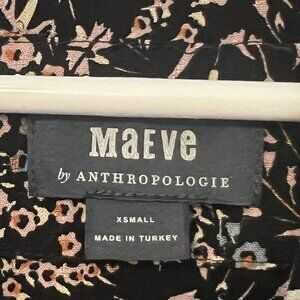 MaEVe
by ANTHROPOLOGIE
XSMALL
MADE IN TURKEY